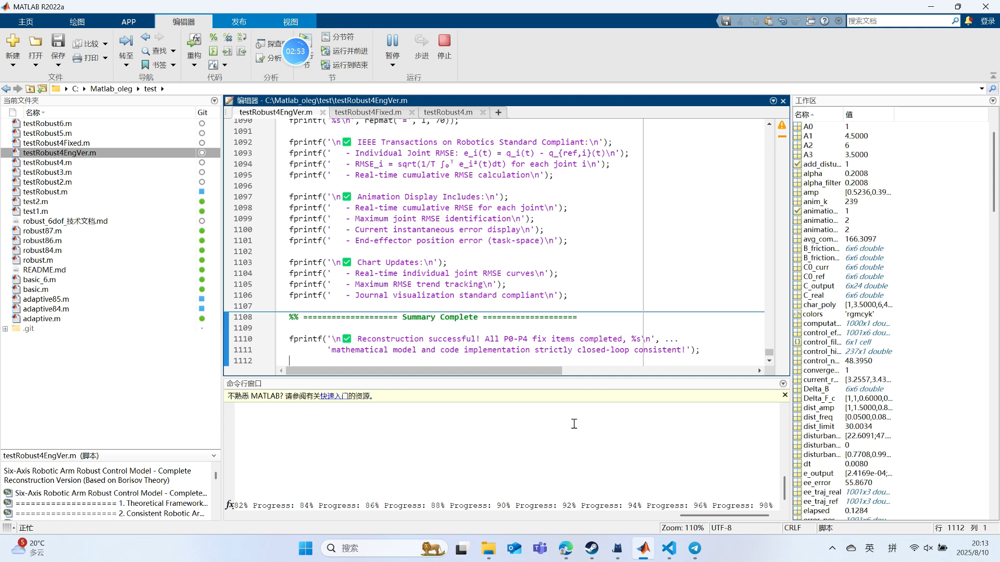 MATLAB R2022a
主页 绘图 APP 编辑器 发布 视图
搜索文档 登录
新建 打开 保存 比较 打印 转至 查找 书签 重构 分析 02:53 节 分节符 运行并前进 运行到结束 暂停 步进 停止
文件 导航 代码 分析 节 运行
C: Matlab_oleg test
当前文件夹
名称 Git
testRobust6.m
testRobust5.m
testRobust4Fixed.m
testRobust4EngVer.m
testRobust4.m
testRobust3.m
testRobust2.m
testRobust.m
test2.m
test1.m
robust_6dof_技术文档.md
robust87.m
robust86.m
robust84.m
robust.m
README.md
basic_6.m
basic.m
adaptive85.m
adaptive84.m
adaptive.m
.git
testRobust4EngVer.m (脚本)
Six-Axis Robotic Arm Robust Control Model - Complete
Reconstruction Version (Based on Borisov Theory)
Six-Axis Robotic Arm Robust Control Model - Complete...
==================== 1. Theoretical Framework...
==================== 2. Consistent Robotic Ar...
编辑器 - C:\Matlab_oleg\test\testRobust4EngVer.m
testRobust4EngVer.m testRobust4Fixed.m testRobust4.m
1090 fprintf('%s\n', repmat('=', 1, 70));
1091
1092 fprintf('\n✅ IEEE Transactions on Robotics Standard Compliant:\n');
1093 fprintf('   - Individual Joint RMSE: e_i(t) = q_i(t) - q_{ref,i}(t)\n');
1094 fprintf('   - RMSE_i = sqrt(1/T ∫₀ᵀ e_i²(t)dt) for each joint i\n');
1095 fprintf('   - Real-time cumulative RMSE calculation\n');
1096
1097 fprintf('\n✅ Animation Display Includes:\n');
1098 fprintf('   - Real-time cumulative RMSE for each joint\n');
1099 fprintf('   - Maximum joint RMSE identification\n');
1100 fprintf('   - Current instantaneous error display\n');
1101 fprintf('   - End-effector position error (task-space)\n');
1102
1103 fprintf('\n✅ Chart Updates:\n');
1104 fprintf('   - Real-time individual joint RMSE curves\n');
1105 fprintf('   - Maximum RMSE trend tracking\n');
1106 fprintf('   - Journal visualization standard compliant\n');
1107
1108 %% ==================== Summary Complete ====================
1109
1110 fprintf('\n✅ Reconstruction successful! All P0-P4 fix items completed, %s\n', ...
1111 'mathematical model and code implementation strictly closed-loop consistent!');
1112
命令行窗口
不熟悉 MATLAB? 请参阅有关快速入门的资源。
fx 82% Progress: 84% Progress: 86% Progress: 88% Progress: 90% Progress: 92% Progress: 94% Progress: 96% Progress: 98%
工作区
名称 值
A0 1
A1 4.5000
A2 6
A3 3.5000
add_distu... 1
alpha 0.2008
alpha_filter 0.2008
amp [0.5236,0.39...
anim_k 239
animatio... 1
animatio... 2
animatio... 2
avg_com... 166.3097
B_friction... 6x6 double
B_friction... 6x6 double
C0_curr 6x6 double
C0_ref 6x6 double
C_output 6x24 double
C_real 6x6 double
char_poly [1,3.5000,6,4...
colors 'rgmcyk'
computat... 1000x1 dou...
control_ef... 1001x6 dou...
control_fil... 6x1 cell
control_hi... 237x1 double
control_n... 48.3950
converge... 1
current_r... [3.2557,3.43...
Delta_B 6x6 double
Delta_F_c [1,1,0.6000,0...
dist_amp [1,1.5000,0.8...
dist_freq [0.0500,0.08...
dist_limit 30.0034
disturban... [22.6091;47....
disturban... 0
disturban... [0.7708,0.99...
dt 0.0080
e_output [2.4169e-04;...
ee_error 55.8670
ee_traj_real 1001x3 dou...
ee_traj_ref 1001x3 dou...
elapsed 0.1284
正忙 Zoom: 110% UTF-8 CRLF 脚本 行 1112 列 1
5 20°C
多云
搜索
英 拼
20:13
2025/8/10